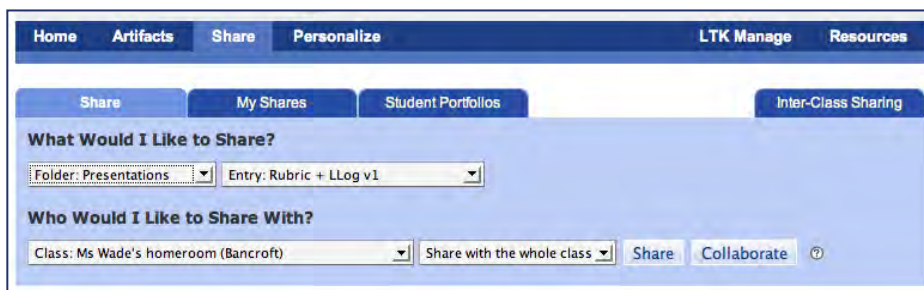 Home Artifacts Share Personalize LTK Manage Resources
Share My Shares Student Portfolios Inter-Class Sharing
What Would I Like to Share?
Folder: Presentations Entry: Rubric + LLog v1
Who Would I Like to Share With?
Class: Ms Wade's homeroom (Bancroft) Share with the whole class Share Collaborate ?